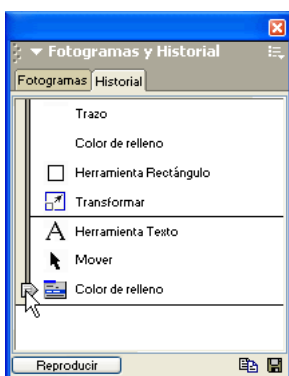 Fotogramas y Historial
Fotogramas Historial
Trazo
Color de relleno
Herramienta Rectángulo
Transformar
Herramienta Texto
Mover
Color de relleno
Reproducir